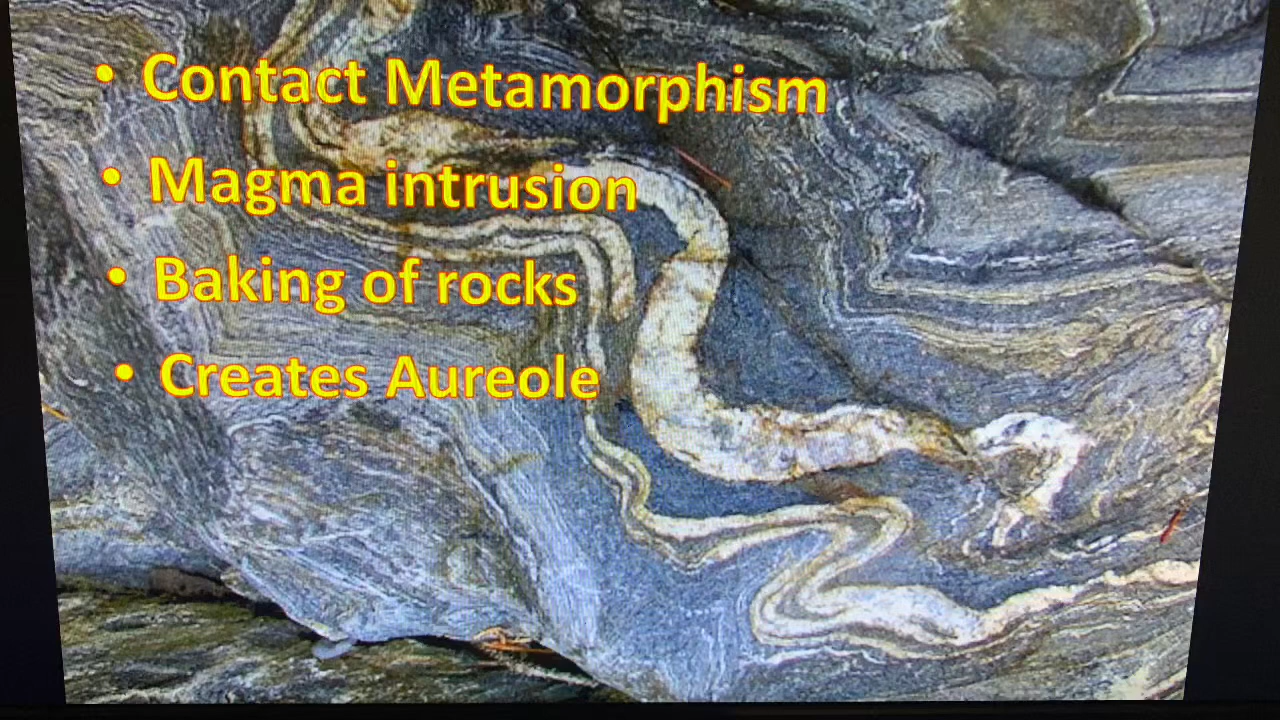 • Contact Metamorphism
• Magma intrusion
• Baking of rocks
• Creates Aureole